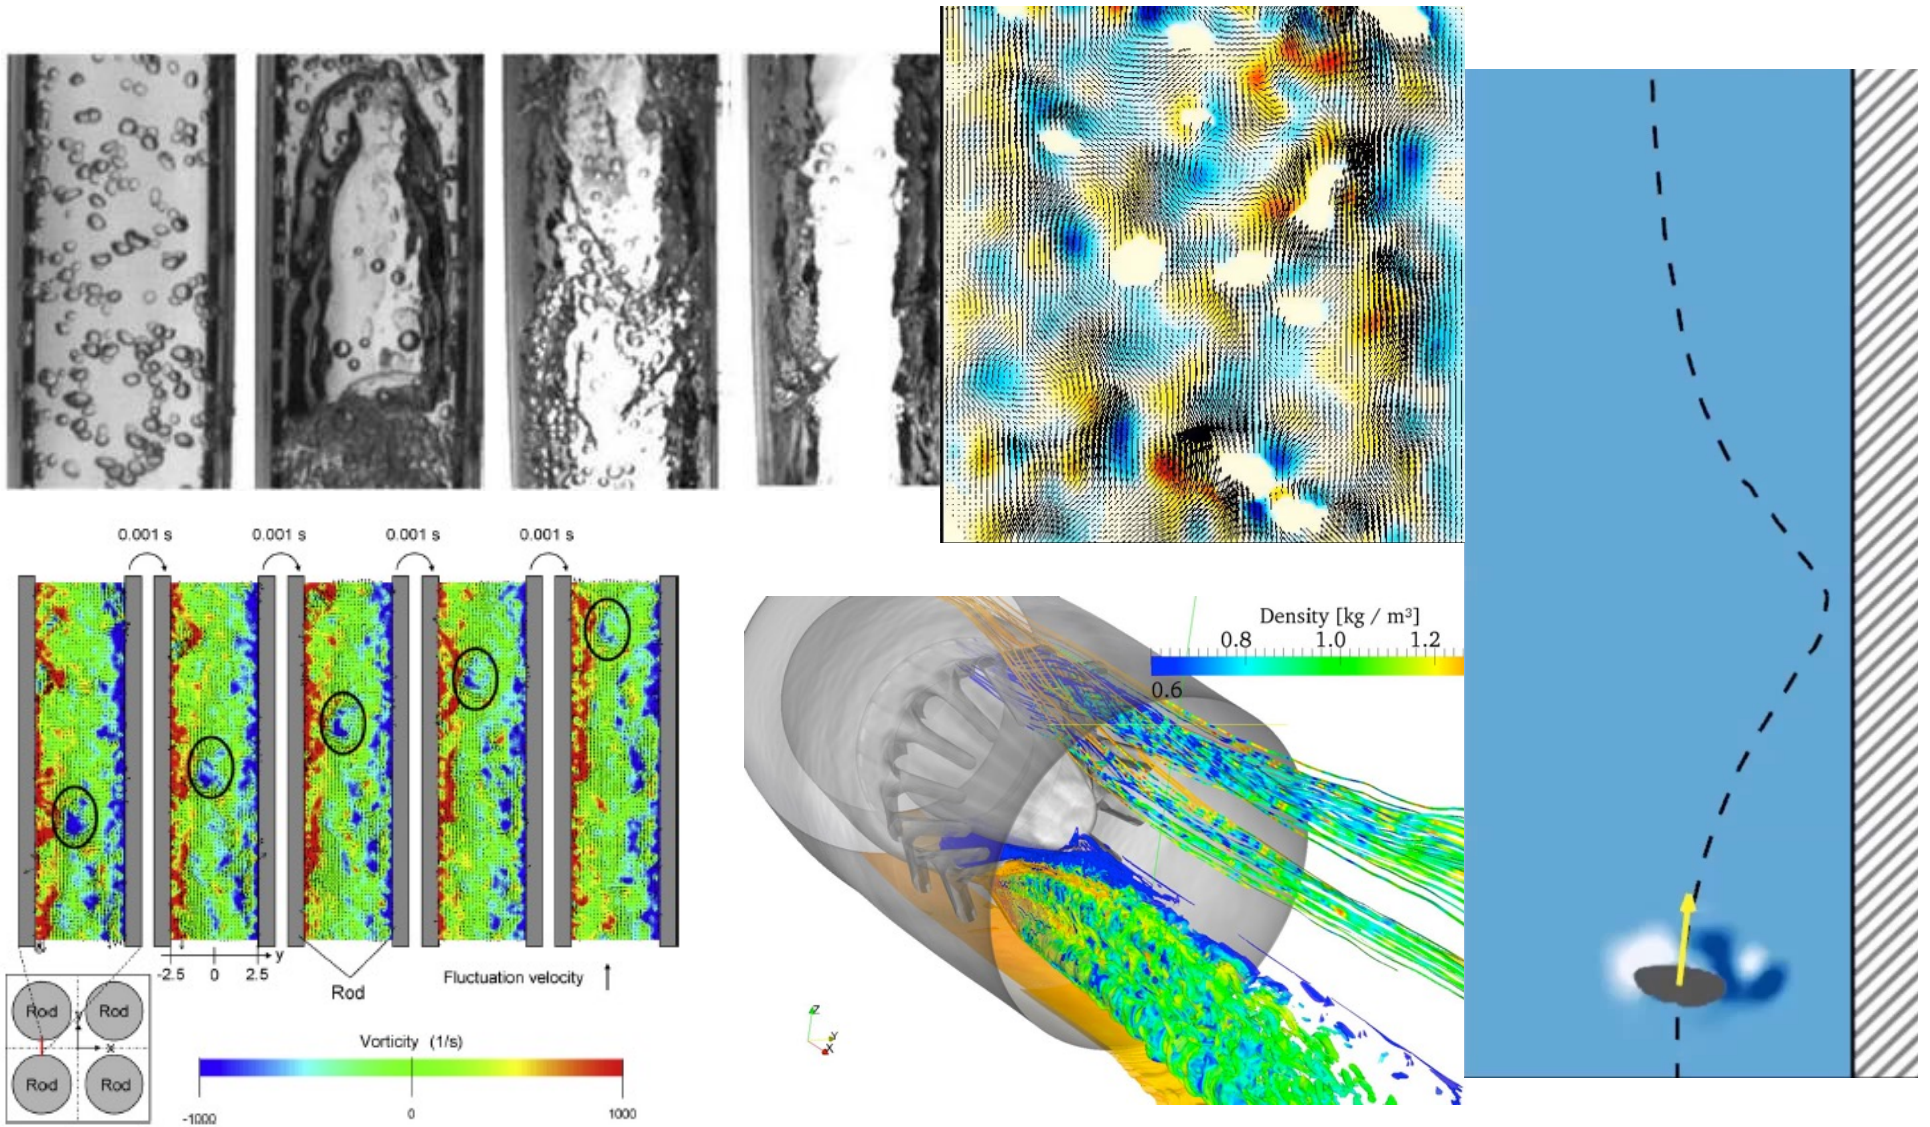 0.001 s
0.001 s
0.001 s
0.001 s
-2.5
0
2.5
y
Rod
Fluctuation velocity
Rod
Rod
Y
X
Rod
Rod
Vorticity (1/s)
-1000
0
1000
Density [kg / m³]
0.8
1.0
1.2
0.6
Z
Y
X